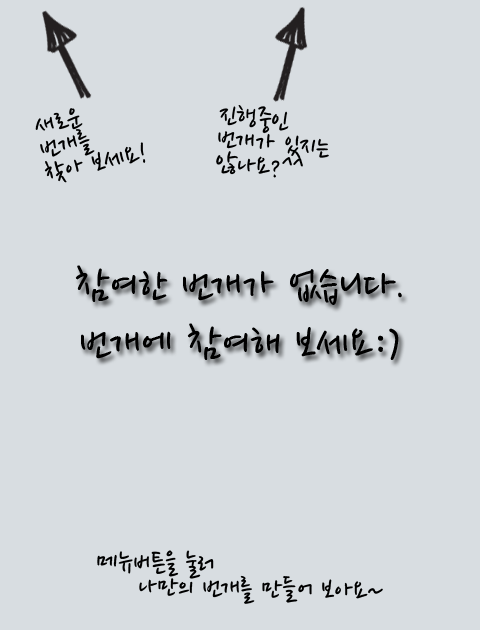 새로운
번개를
찾아 보세요!
진행중인
번개가 있지는
않나요?^^
참여한 번개가 없습니다.
번개에 참여해 보세요:)
메뉴버튼을 눌러
나만의 번개를 만들어 보아요~